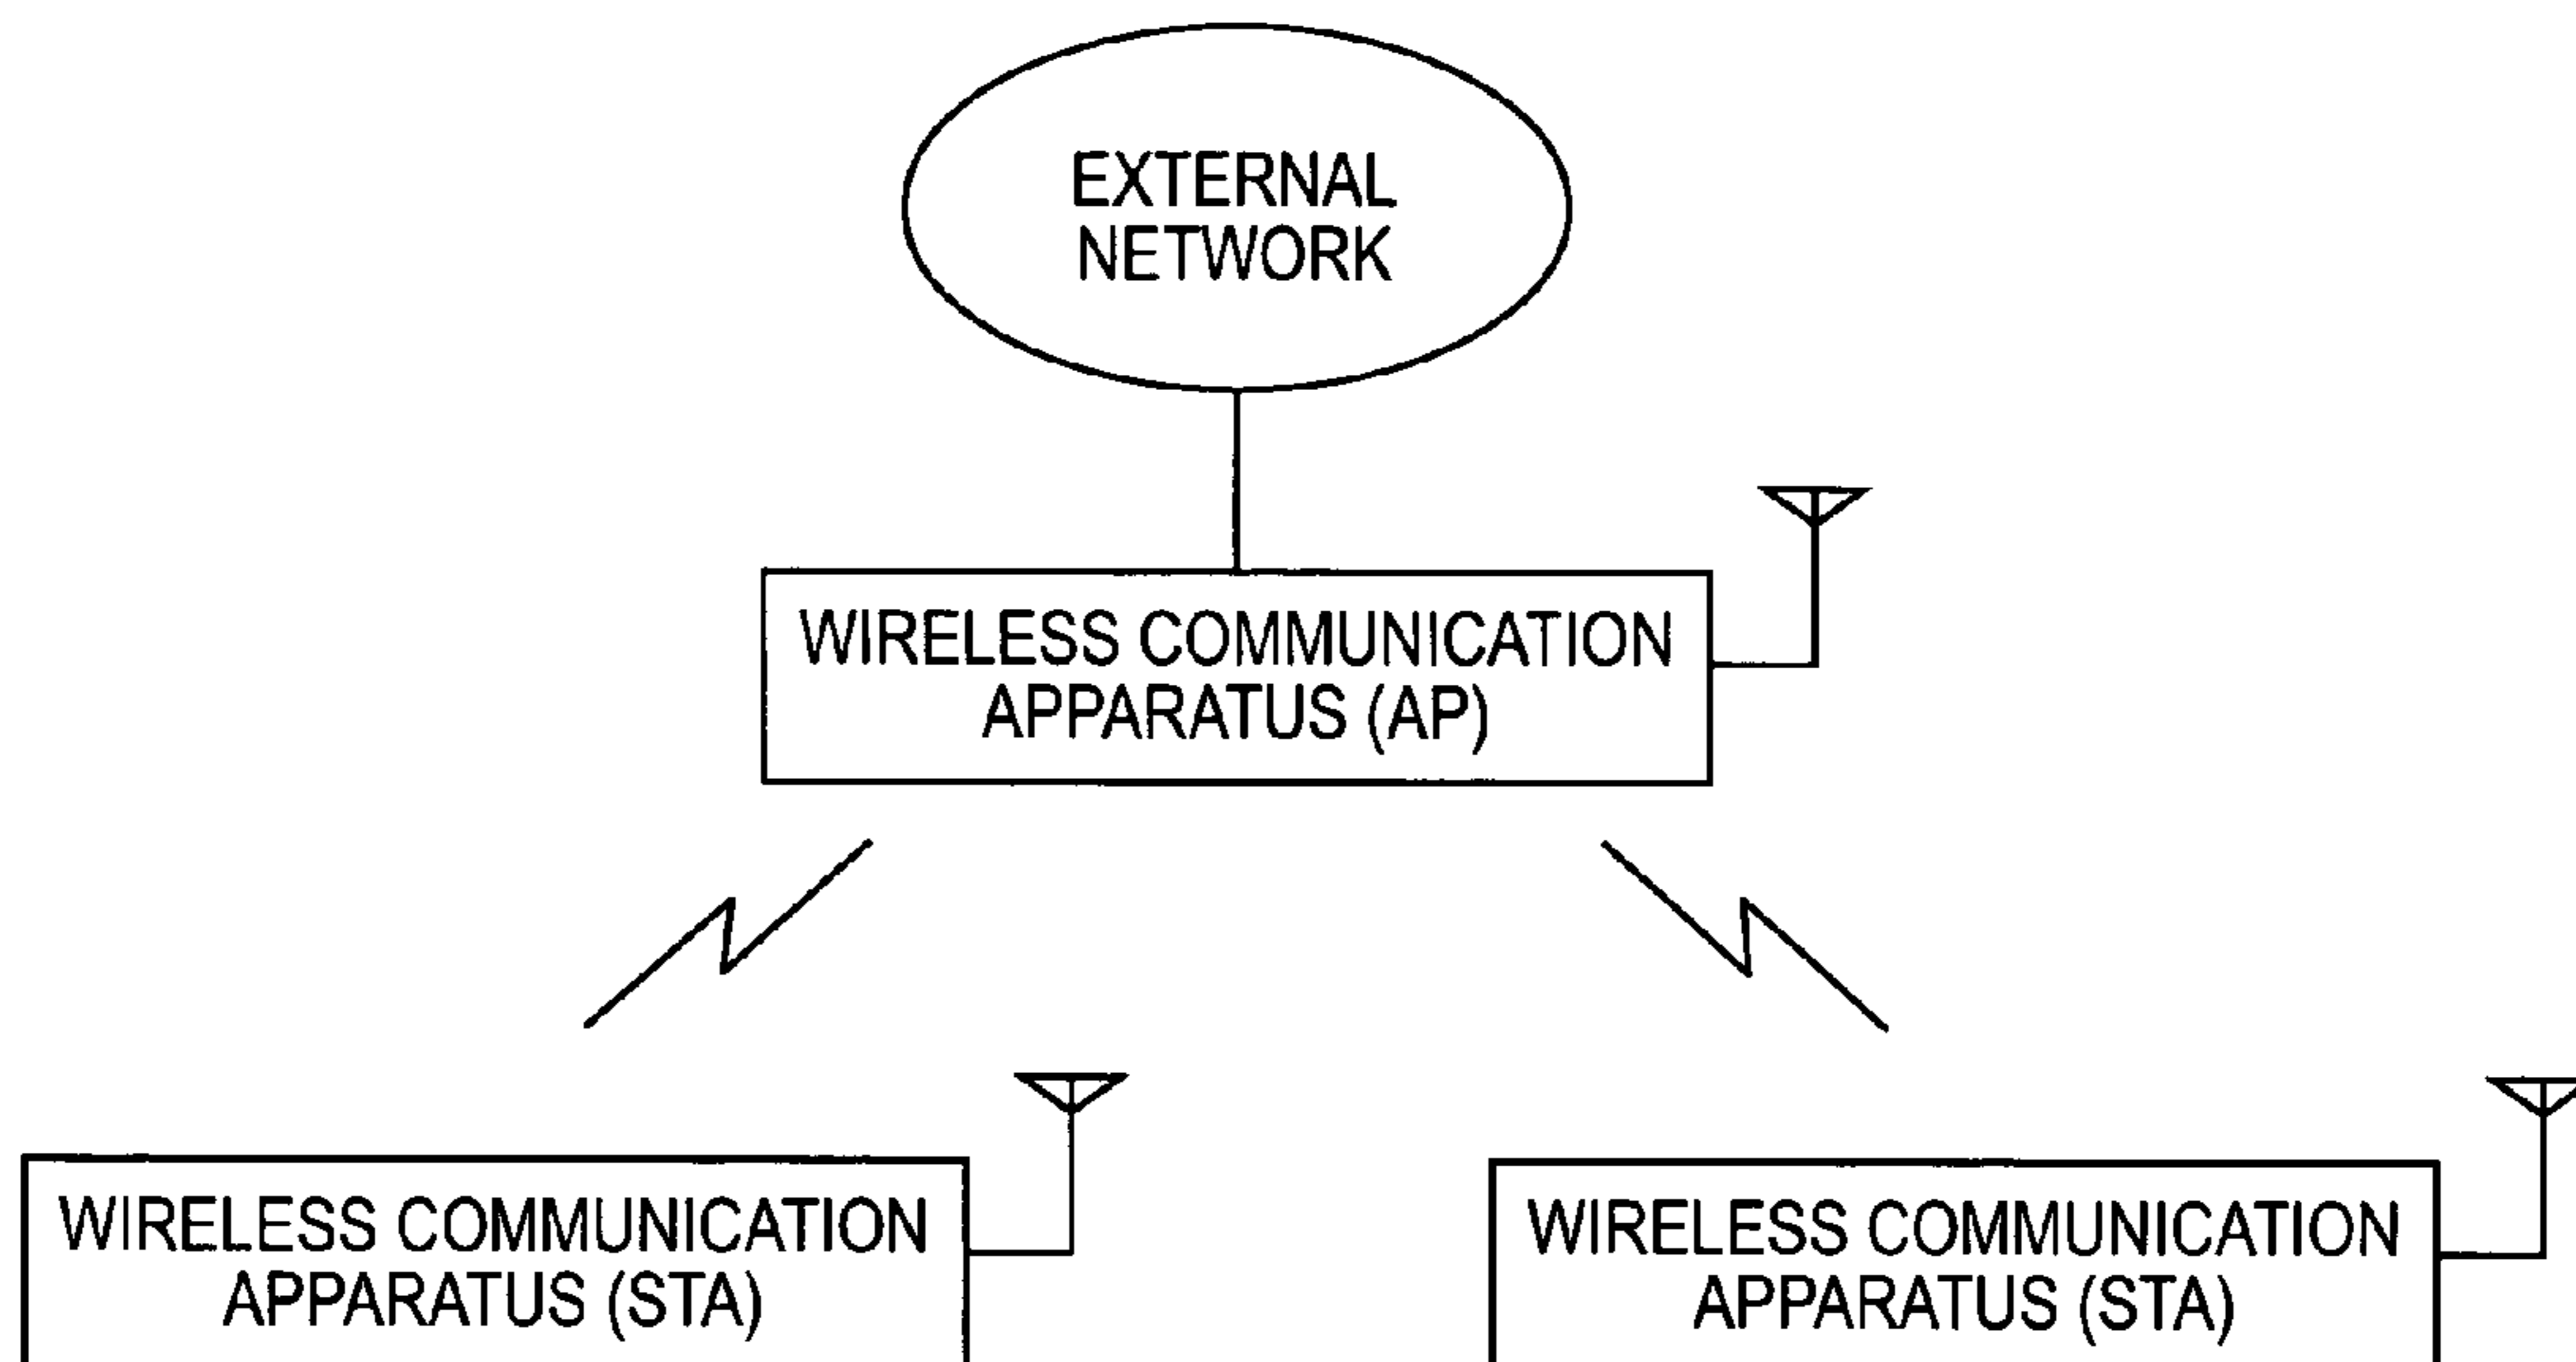 EXTERNAL
NETWORK
WIRELESS COMMUNICATION
APPARATUS (AP)
WIRELESS COMMUNICATION
APPARATUS (STA)
WIRELESS COMMUNICATION
APPARATUS (STA)